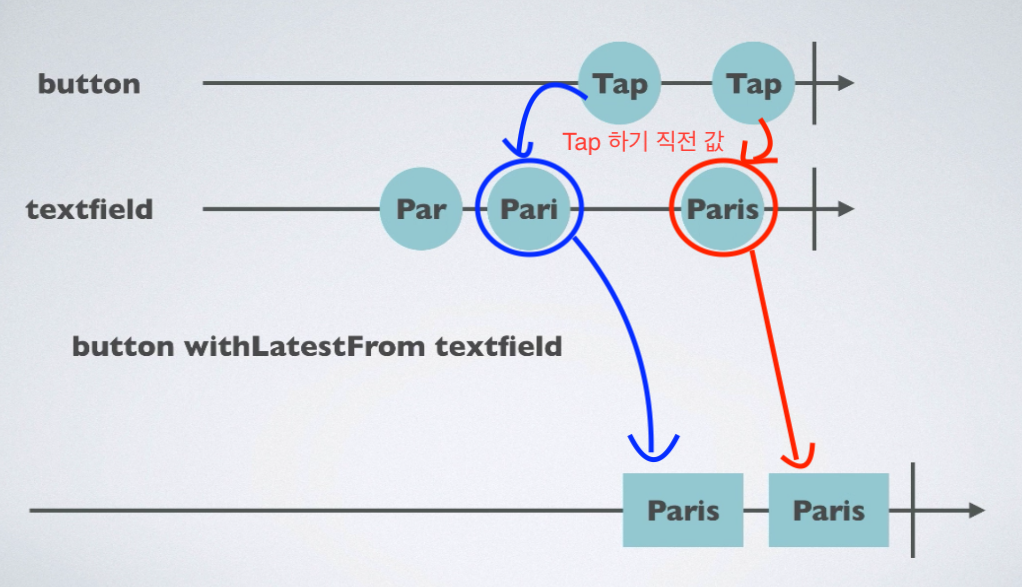 button
Tap
Tap
Tap 하기 직전 값
textfield
Par
Pari
Paris
button withLatestFrom textfield
Paris
Paris